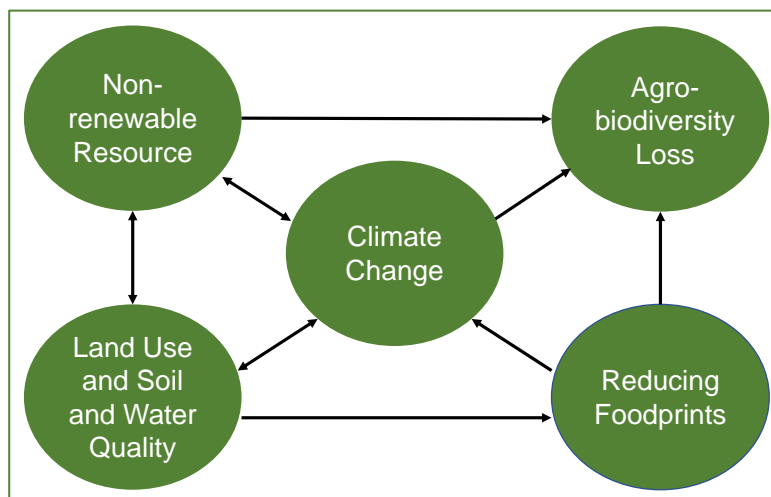 Non-
renewable
Resource
Agro-
biodiversity
Loss
Climate
Change
Land Use
and Soil
and Water
Quality
Reducing
Foodprints